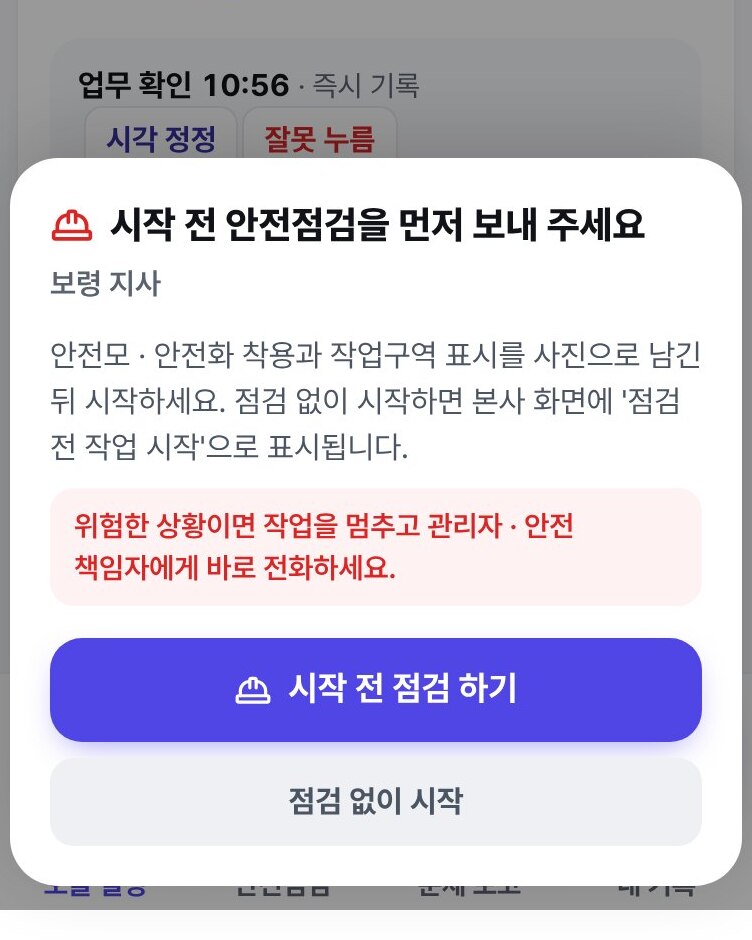 업무 확인 10:56 · 즉시 기록
시각 정정 잘못 누름
시작 전 안전점검을 먼저 보내 주세요
보령 지사
안전모 · 안전화 착용과 작업구역 표시를 사진으로 남긴
뒤 시작하세요. 점검 없이 시작하면 본사 화면에 '점검
전 작업 시작'으로 표시됩니다.
위험한 상황이면 작업을 멈추고 관리자 · 안전
책임자에게 바로 전화하세요.
시작 전 점검 하기
점검 없이 시작